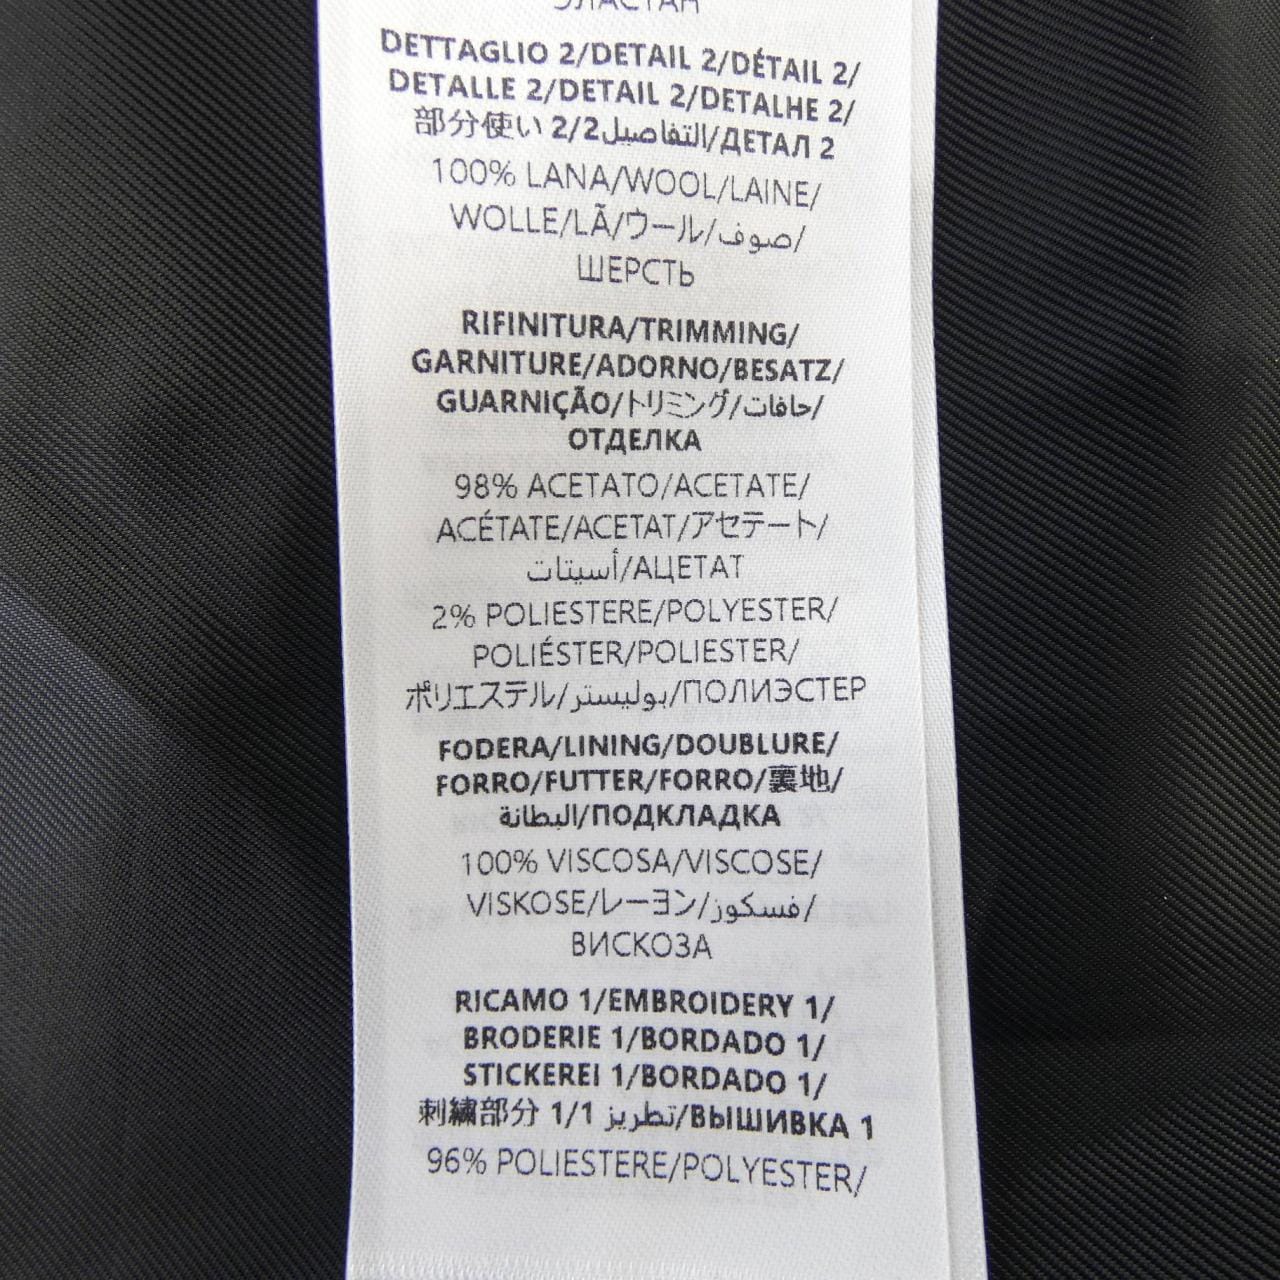 ЭЛАСТАН
DETTAGLIO 2/DETAIL 2/DÉTAIL 2/
DETALLE 2/DETAIL 2/DETALHE 2/
部分使い 2/2التفاصيل/ДЕТАЛ 2
100% LANA/WOOL/LAINE/
WOLLE/LÃ/ウール/صوف/
ШЕРСТЬ
RIFINITURA/TRIMMING/
GARNITURE/ADORNO/BESATZ/
GUARNIÇÃO/トリミング/حافات/
ОТДЕЛКА
98% ACETATO/ACETATE/
ACÉTATE/ACETAT/アセテート/
أسيتات/АЦЕТАТ
2% POLIESTERE/POLYESTER/
POLIÉSTER/POLIESTER/
ポリエステル/بوليستر/ПОЛИЭСТЕР
FODERA/LINING/DOUBLURE/
FORRO/FUTTER/FORRO/裏地/
البطانة/ПОДКЛАДКА
100% VISCOSA/VISCOSE/
VISKOSE/レーヨン/فسكوز/
ВИСКОЗА
RICAMO 1/EMBROIDERY 1/
BRODERIE 1/BORDADO 1/
STICKEREI 1/BORDADO 1/
刺繍部分 1/1 تطريز/ВЫШИВКА 1
96% POLIESTERE/POLYESTER/